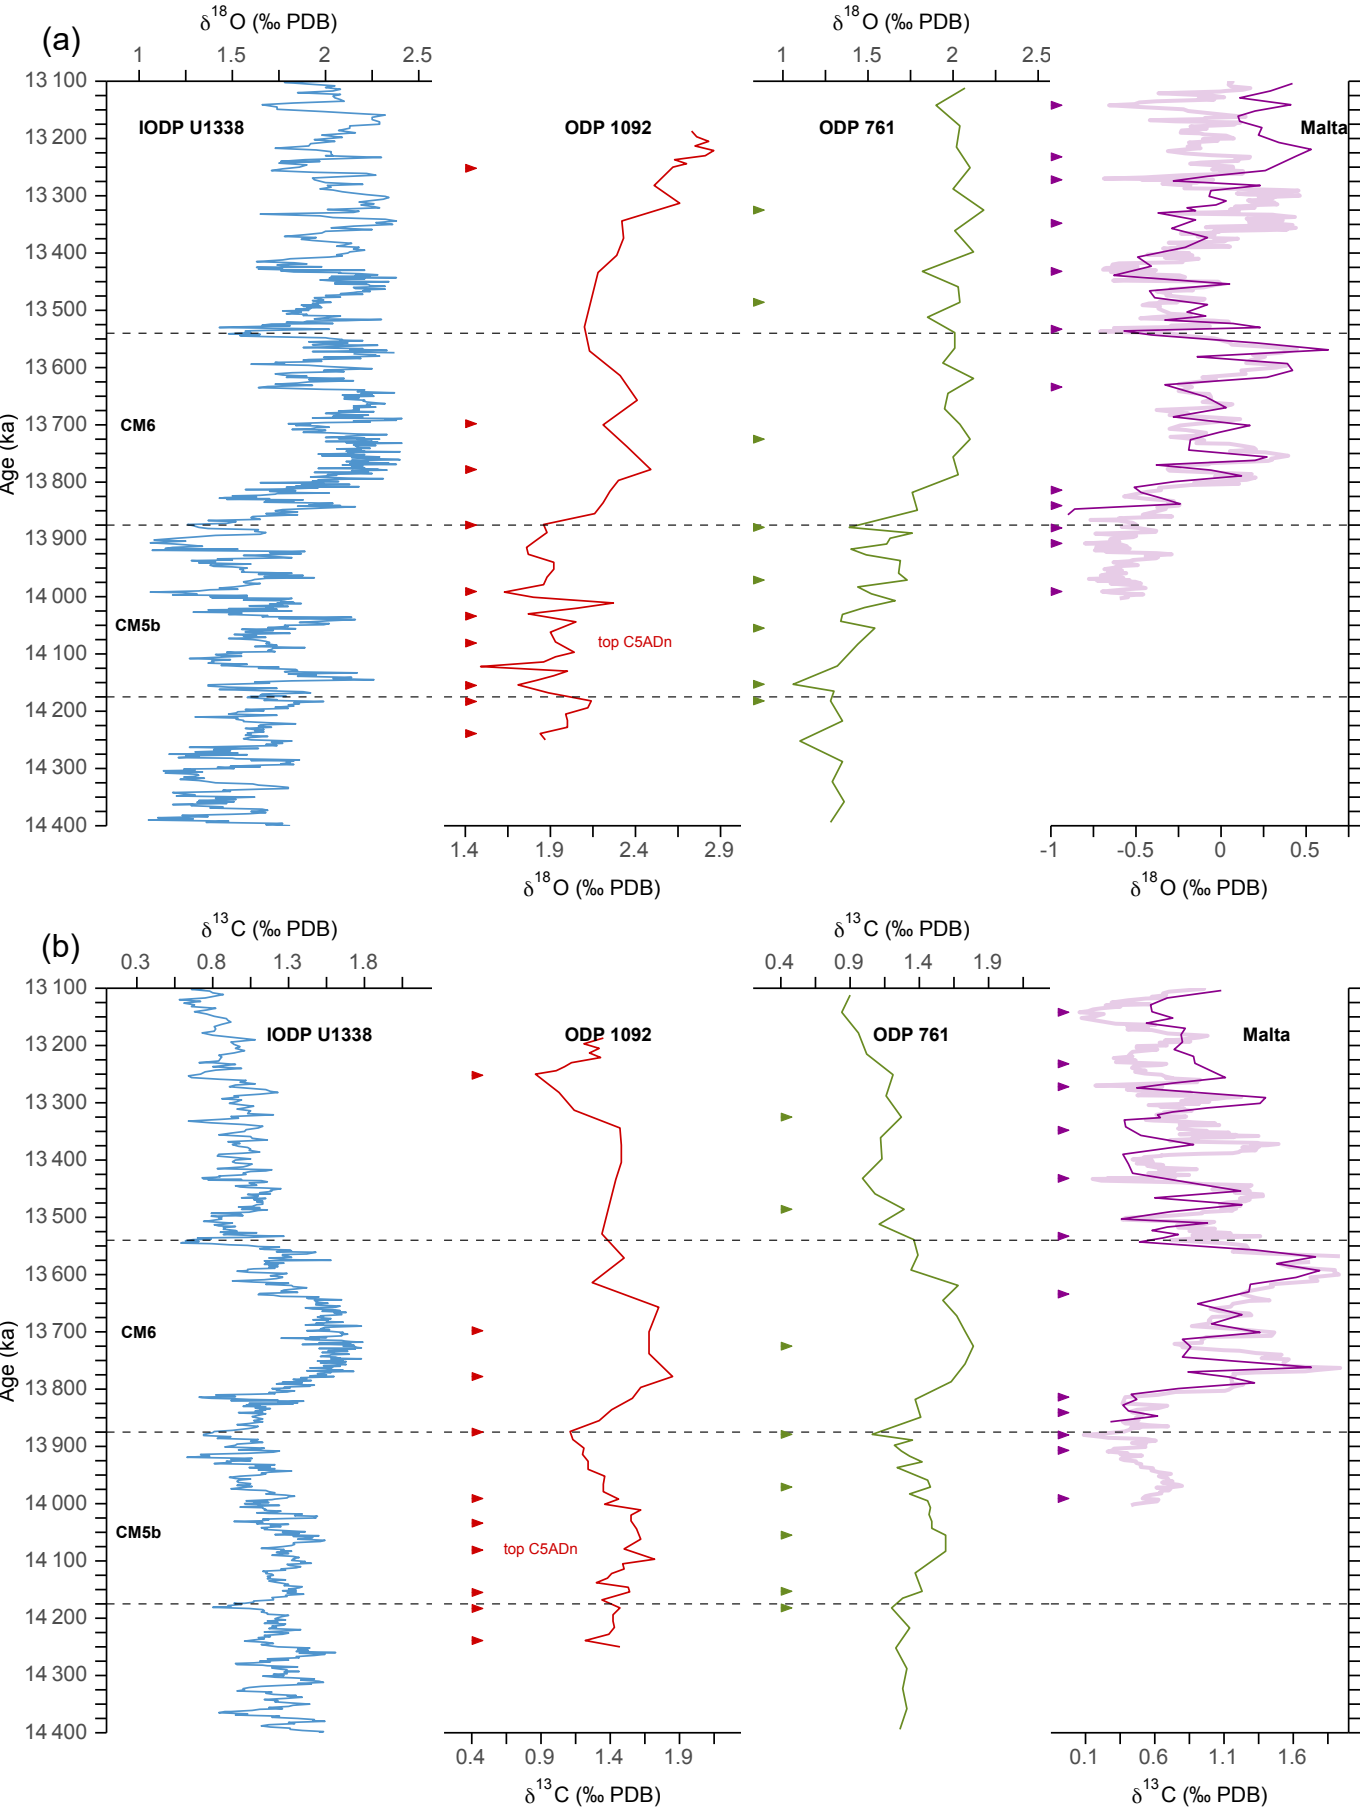 δ18O (‰ PDB) δ18O (‰ PDB)
(a)
1 1.5 2 2.5 1 1.5 2 2.5
13 100
IODP U1338 ODP 1092 ODP 761 Malta
13 200
13 300
13 400
13 500
13 600
CM6
13 700
13 800
13 900
14 000
CM5b
top C5ADn
14 100
14 200
14 300
14 400
Age (ka)
1.4 1.9 2.4 2.9 -1 -0.5 0 0.5
δ18O (‰ PDB) δ18O (‰ PDB)
δ13C (‰ PDB) δ13C (‰ PDB)
(b)
0.3 0.8 1.3 1.8 0.4 0.9 1.4 1.9
13 100
IODP U1338 ODP 1092 ODP 761 Malta
13 200
13 300
13 400
13 500
13 600
CM6
13 700
13 800
13 900
14 000
CM5b
top C5ADn
14 100
14 200
14 300
14 400
Age (ka)
0.4 0.9 1.4 1.9 0.1 0.6 1.1 1.6
δ13C (‰ PDB) δ13C (‰ PDB)